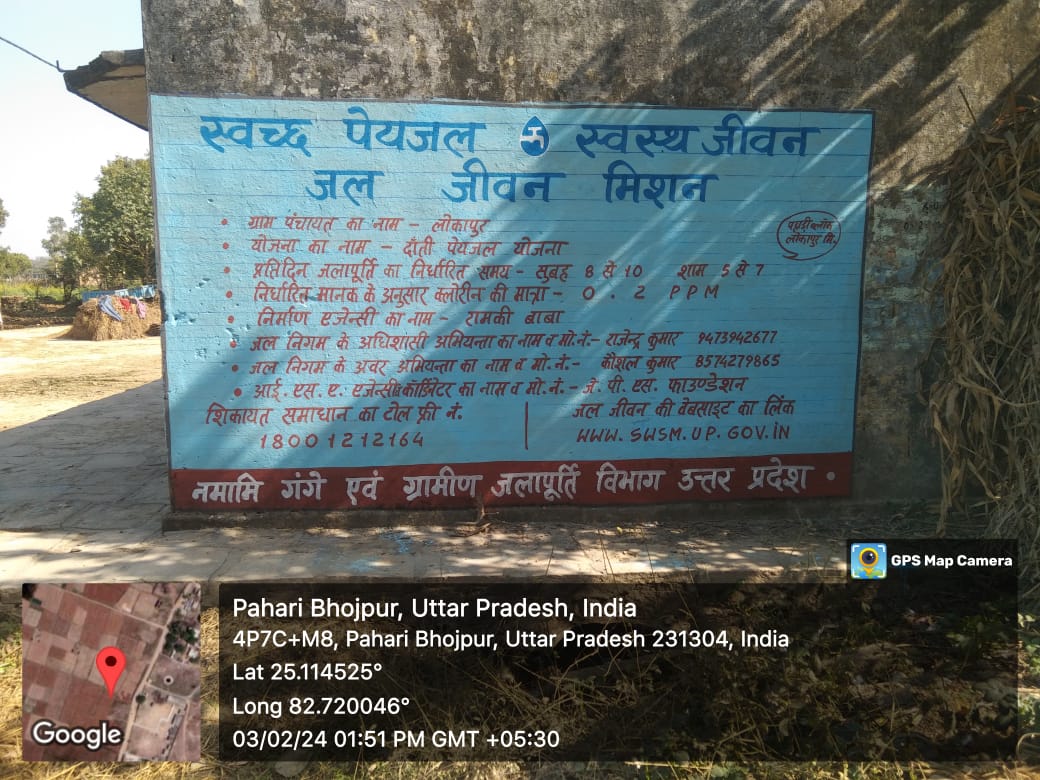 स्वच्छ पेयजल स्वस्थ जीवन
जल जीवन मिशन
• ग्राम पंचायत का नाम - लोकापुर
• योजना का नाम - दाँती पेयजल योजना
• प्रतिदिन जलापूर्ति का निर्धारित समय - सुबह 8 से 10 शाम 5 से 7
• निर्धारित मानक के अनुसार क्लोरीन की मात्रा - 0.2 PPM
• निर्माण एजेन्सी का नाम - रामकी बाबा
• जल निगम के अधिशासी अभियन्ता का नाम व मो.नं.- राजेन्द्र कुमार 9473942677
• जल निगम के अवर अभियन्ता का नाम व मो.नं.- कौशल कुमार 8574279865
• आई.एस.ए. एजेन्सी कॉर्डिनेटर का नाम व मो.नं.- जे.पी.एस. फाउण्डेशन
शिकायत समाधान का टोल फ्री नं.
18001212164
जल जीवन की वेबसाइट का लिंक
WWW.SWSM.UP.GOV.IN
पहाड़ी ब्लॉक
लोकापुर मि.
नमामि गंगे एवं ग्रामीण जलापूर्ति विभाग उत्तर प्रदेश •
GPS Map Camera
Pahari Bhojpur, Uttar Pradesh, India
4P7C+M8, Pahari Bhojpur, Uttar Pradesh 231304, India
Lat 25.114525°
Long 82.720046°
03/02/24 01:51 PM GMT +05:30
Google